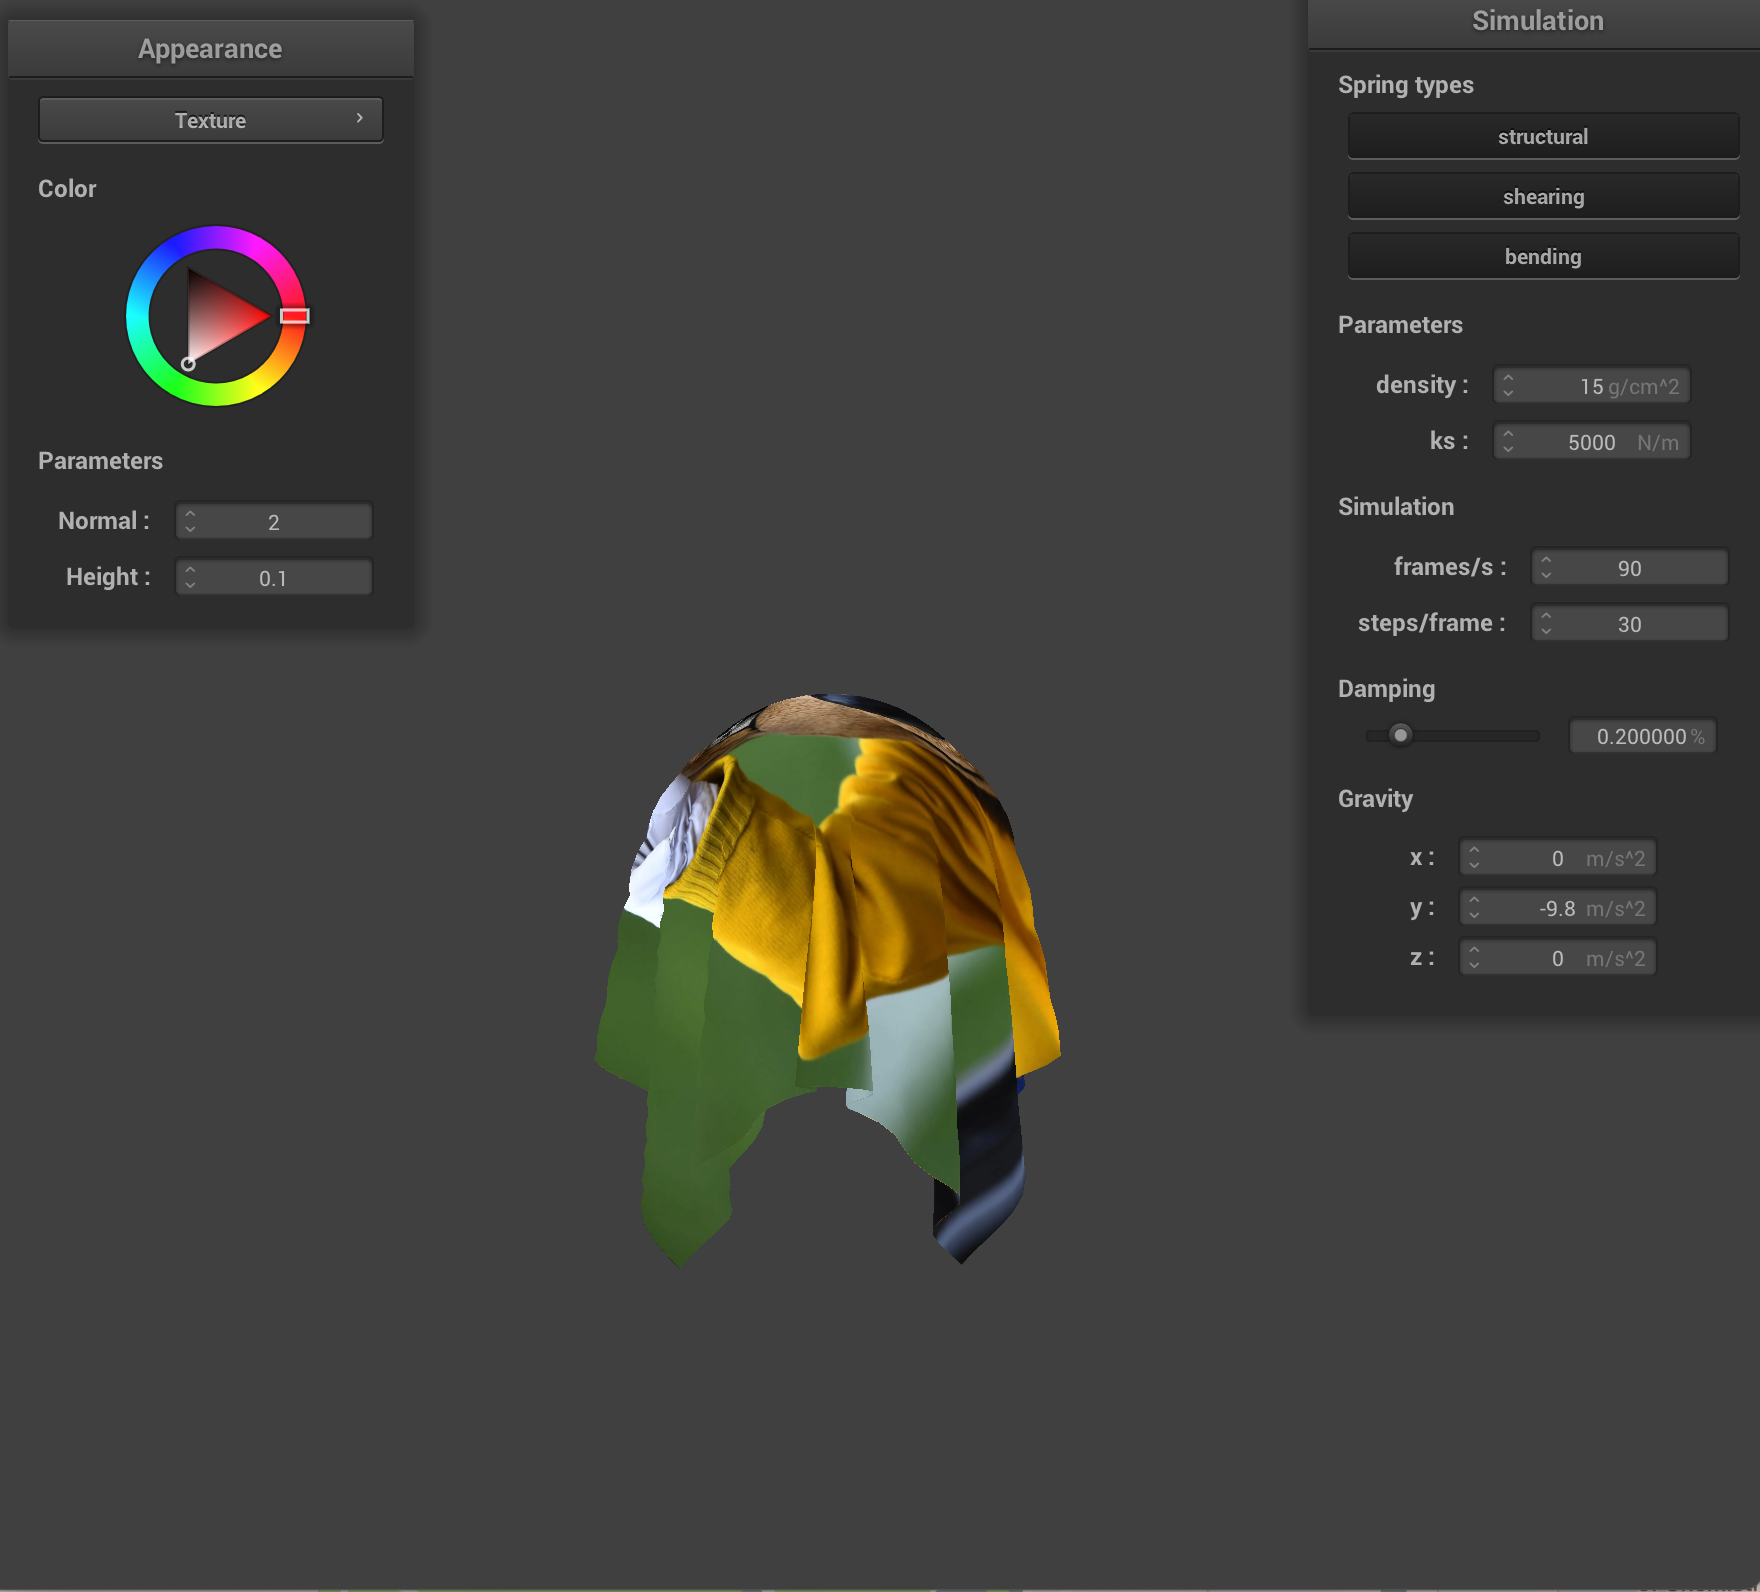 Appearance
Texture
Color
Parameters
Normal : 2
Height : 0.1
Simulation
Spring types
structural
shearing
bending
Parameters
density : 15 g/cm^2
ks : 5000 N/m
Simulation
frames/s : 90
steps/frame : 30
Damping
0.200000 %
Gravity
x : 0 m/s^2
y : -9.8 m/s^2
z : 0 m/s^2